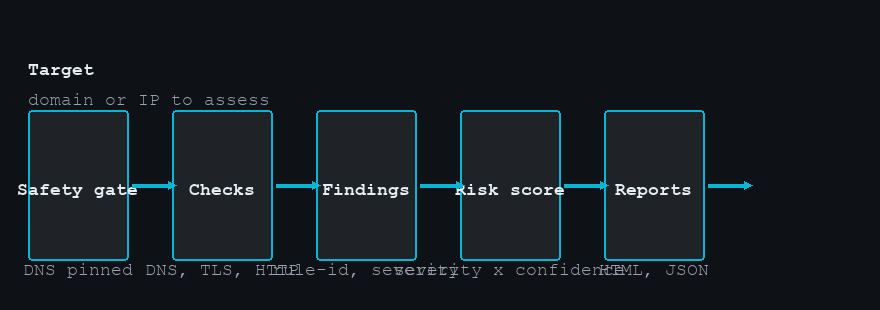 Target
domain or IP to assess
Safety gate
Checks
Findings
Risk score
Reports
DNS pinned
DNS, TLS, HTTP
rule-id, severity
severity x confidence
HTML, JSON